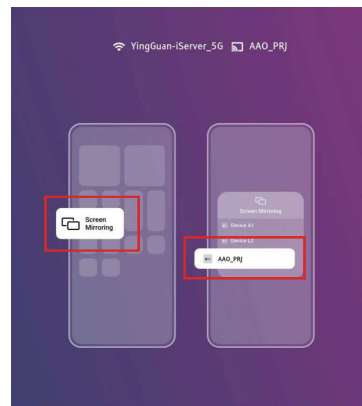 YingGuan-iServer_5G AAO_PRJ
Screen
Mirroring
Screen Mirroring
Device A1
Device L2
AAO_PRJ